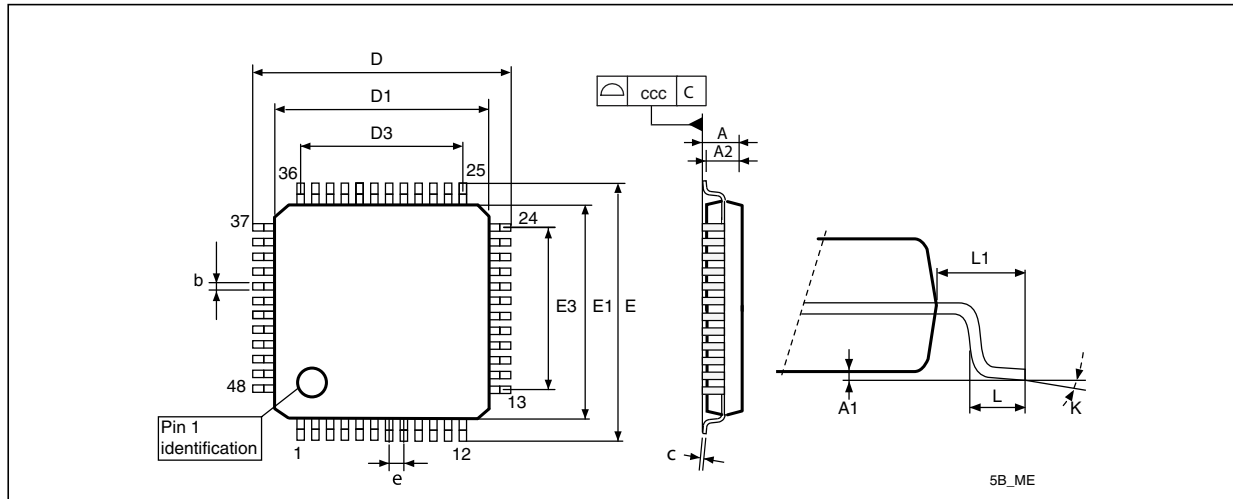 D
D1
D3
36
25
37
24
b
E3
E1
E
48
13
Pin 1
identification
1
12
e
ccc
C
A
A2
c
L1
A1
L
K
5B_ME